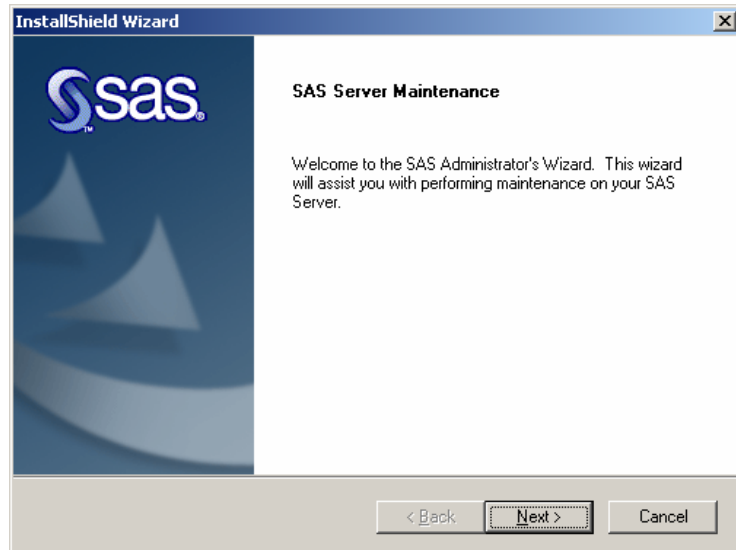 InstallShield Wizard
sas
SAS Server Maintenance
Welcome to the SAS Administrator's Wizard. This wizard
will assist you with performing maintenance on your SAS
Server.
< Back
Next >
Cancel